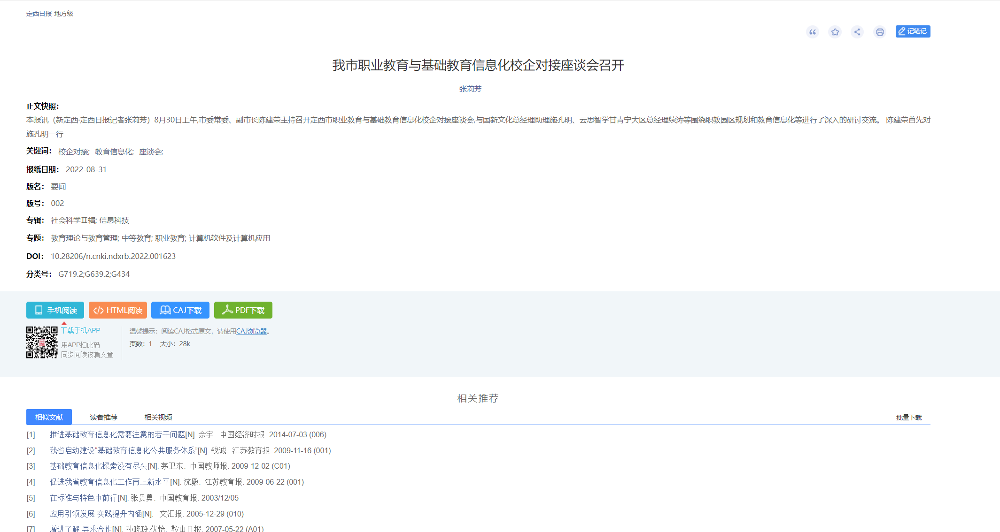 定西日报 地方级
记笔记
我市职业教育与基础教育信息化校企对接座谈会召开
张莉芳
正文快照：
本报讯（新定西·定西日报记者张莉芳）8月30日上午,市委常委、副市长陈建荣主持召开定西市职业教育与基础教育信息化校企对接座谈会,与国新文化总经理助理施孔明、云思智学甘青宁大区总经理续涛等围绕职教园区规划和教育信息化等进行了深入的研讨交流。 陈建荣首先对
施孔明一行
关键词： 校企对接; 教育信息化; 座谈会;
报纸日期： 2022-08-31
版名： 要闻
版号： 002
专辑： 社会科学Ⅱ辑; 信息科技
专题： 教育理论与教育管理; 中等教育; 职业教育; 计算机软件及计算机应用
DOI： 10.28206/n.cnki.ndxrb.2022.001623
分类号： G719.2;G639.2;G434
手机阅读 HTML阅读 CAJ下载 PDF下载
下载手机APP
用APP扫此码
同步阅读该篇文章
温馨提示：阅读CAJ格式原文，请使用CAJ浏览器。
页数：1 大小：28k
相关推荐
相似文献 读者推荐 相关视频 批量下载
[1] 推进基础教育信息化需要注意的若干问题[N]. 佘宇. 中国经济时报. 2014-07-03 (006)
[2] 我省启动建设“基础教育信息化公共服务体系”[N]. 钱诚. 江苏教育报. 2009-11-16 (001)
[3] 基础教育信息化探索没有尽头[N]. 茅卫东. 中国教师报. 2009-12-02 (C01)
[4] 促进我省教育信息化工作再上新水平[N]. 沈殿. 江苏教育报. 2009-06-22 (001)
[5] 在标准与特色中前行[N]. 张贵勇. 中国教育报. 2003/12/05
[6] 应用引领发展 实践提升内涵[N]. 文汇报. 2005-12-29 (010)
[7] 增进了解 寻求合作[N]. 孙晓玲,伏怡. 鞍山日报. 2007-05-22 (A01)